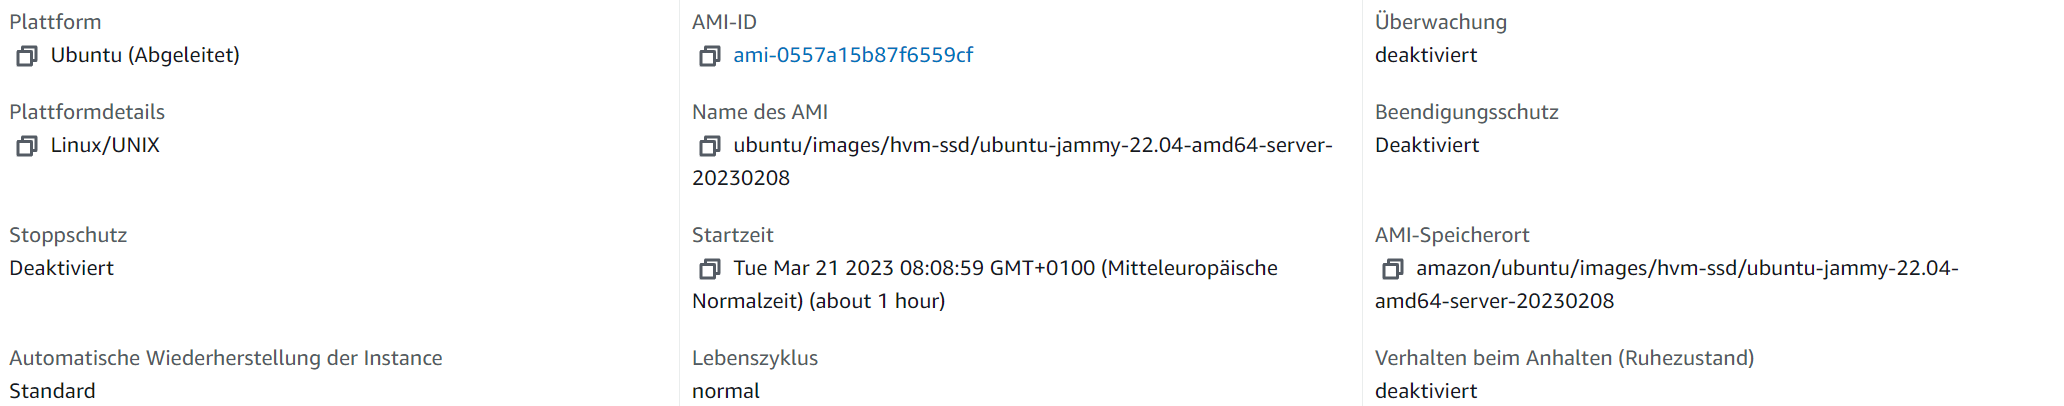 Plattform
Ubuntu (Abgeleitet)
AMI-ID
ami-0557a15b87f6559cf
Überwachung
deaktiviert
Plattformdetails
Linux/UNIX
Name des AMI
ubuntu/images/hvm-ssd/ubuntu-jammy-22.04-amd64-server-
20230208
Beendigungsschutz
Deaktiviert
Stoppschutz
Deaktiviert
Startzeit
Tue Mar 21 2023 08:08:59 GMT+0100 (Mitteleuropäische
Normalzeit) (about 1 hour)
AMI-Speicherort
amazon/ubuntu/images/hvm-ssd/ubuntu-jammy-22.04-
amd64-server-20230208
Automatische Wiederherstellung der Instance
Standard
Lebenszyklus
normal
Verhalten beim Anhalten (Ruhezustand)
deaktiviert